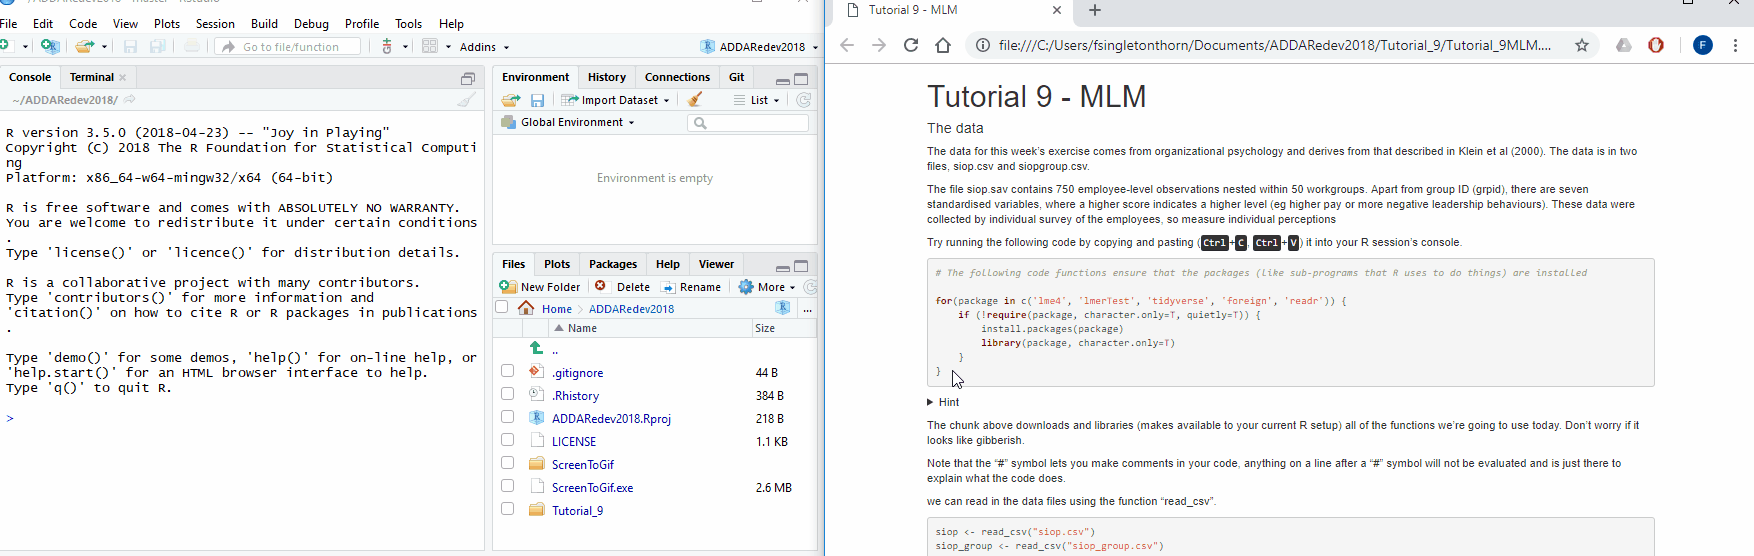 File Edit Code View Plots Session Build Debug Profile Tools Help
Go to file/function
Addins
ADDARedev2018
Console Terminal
~/ADDARedev2018/
R version 3.5.0 (2018-04-23) -- "Joy in Playing"
Copyright (C) 2018 The R Foundation for Statistical Computi
ng
Platform: x86_64-w64-mingw32/x64 (64-bit)
R is free software and comes with ABSOLUTELY NO WARRANTY.
You are welcome to redistribute it under certain conditions
.
Type 'license()' or 'licence()' for distribution details.
R is a collaborative project with many contributors.
Type 'contributors()' for more information and
'citation()' on how to cite R or R packages in publications
.
Type 'demo()' for some demos, 'help()' for on-line help, or
'help.start()' for an HTML browser interface to help.
Type 'q()' to quit R.
>
Environment History Connections Git
Import Dataset
List
Global Environment
Environment is empty
Files Plots Packages Help Viewer
New Folder Delete Rename More
Home ADDARedev2018 ...
Name Size
..
.gitignore 44 B
.Rhistory 384 B
ADDARedev2018.Rproj 218 B
LICENSE 1.1 KB
ScreenToGif
ScreenToGif.exe 2.6 MB
Tutorial_9
Tutorial 9 - MLM
file:///C:/Users/fsingletonthorn/Documents/ADDARedev2018/Tutorial_9/Tutorial_9MLM....
F
Tutorial 9 - MLM
The data
The data for this week's exercise comes from organizational psychology and derives from that described in Klein et al (2000). The data is in two
files, siop.csv and siopgroup.csv.
The file siop.sav contains 750 employee-level observations nested within 50 workgroups. Apart from group ID (grpid), there are seven
standardised variables, where a higher score indicates a higher level (eg higher pay or more negative leadership behaviours). These data were
collected by individual survey of the employees, so measure individual perceptions
Try running the following code by copying and pasting (Ctrl+C, Ctrl+V) it into your R session's console.
# The following code functions ensure that the packages (like sub-programs that R uses to do things) are installed
for(package in c('lme4', 'lmerTest', 'tidyverse', 'foreign', 'readr')) {
if (!require(package, character.only=T, quietly=T)) {
install.packages(package)
library(package, character.only=T)
}
}
Hint
The chunk above downloads and libraries (makes available to your current R setup) all of the functions we're going to use today. Don't worry if it
looks like gibberish.
Note that the “#” symbol lets you make comments in your code, anything on a line after a “#” symbol will not be evaluated and is just there to
explain what the code does.
we can read in the data files using the function “read_csv”.
siop <- read_csv("siop.csv")
siop_group <- read_csv("siop_group.csv")